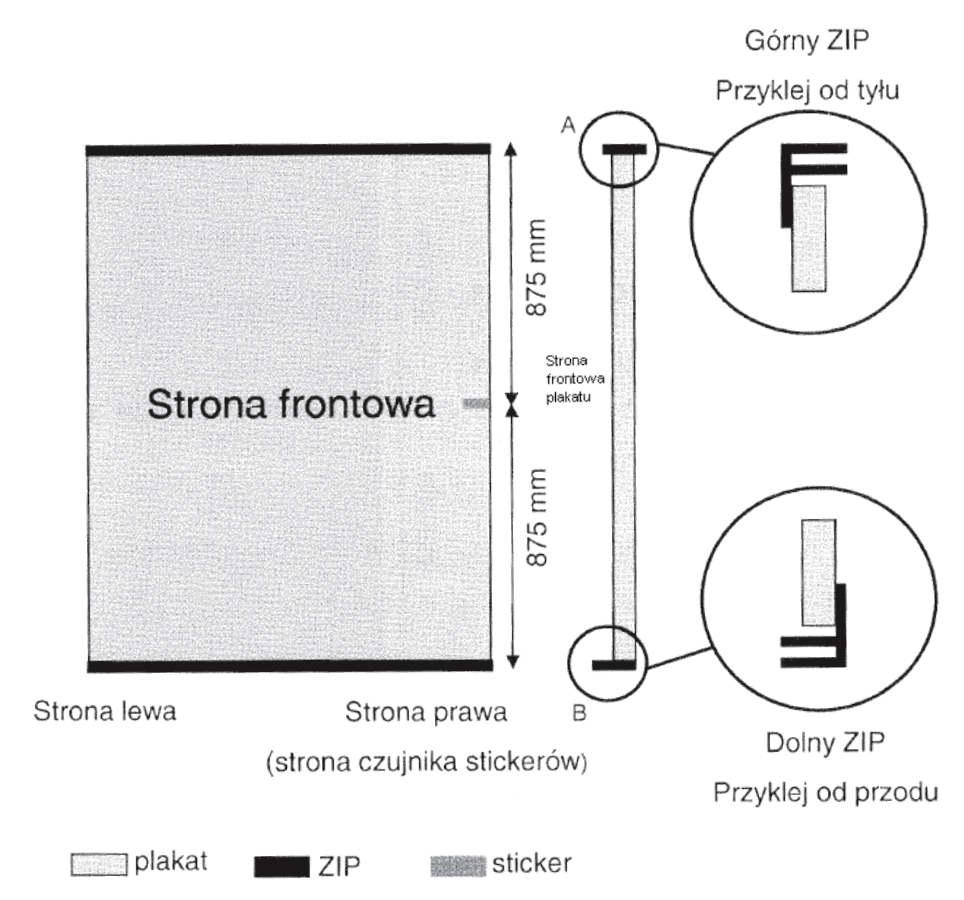 Górny ZIP
Przyklej od tyłu
A
875 mm
Strona
frontowa
plakatu
Strona frontowa
875 mm
Strona lewa
Strona prawa
B
(strona czujnika stickerów)
Dolny ZIP
Przyklej od przodu
plakat
ZIP
sticker